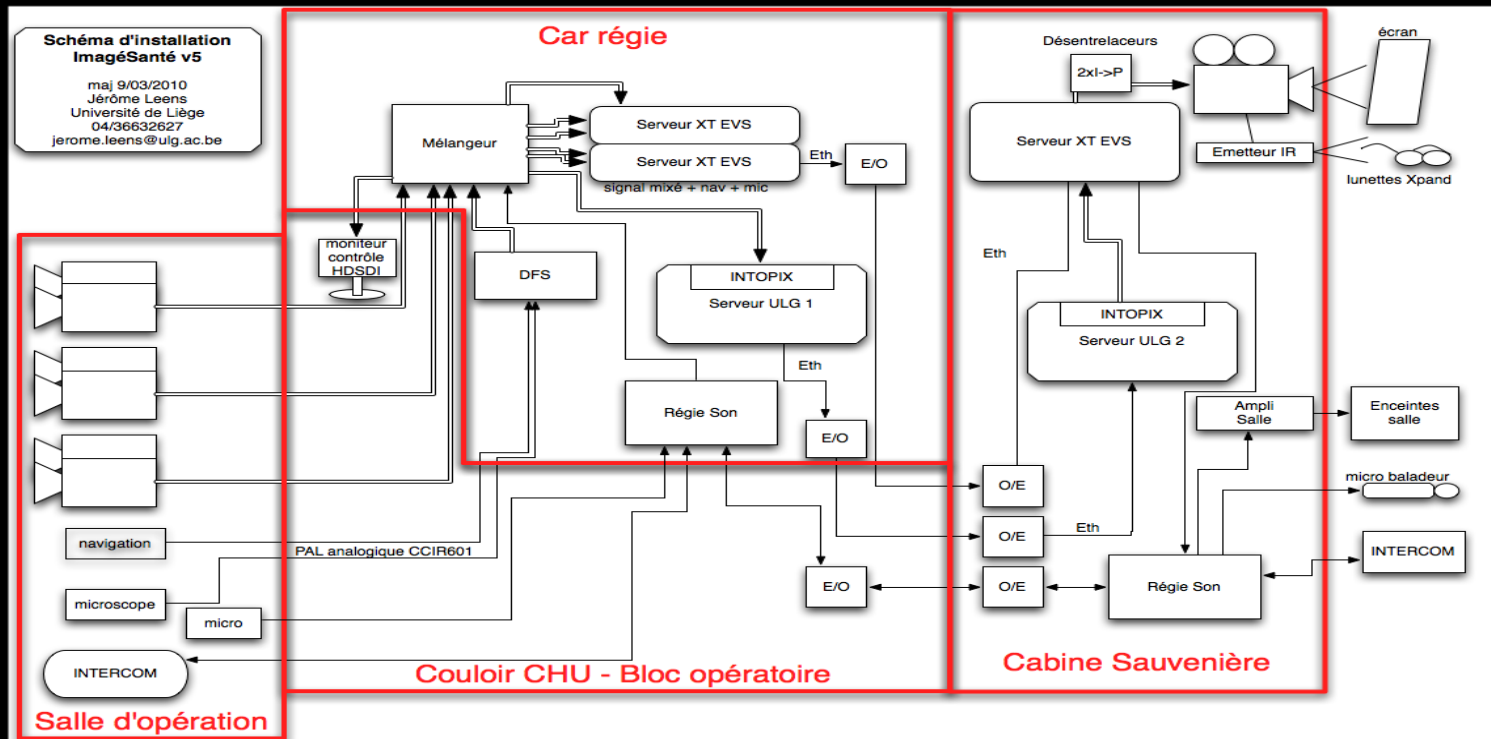 Schéma d'installation
ImagéSanté v5
maj 9/03/2010
Jérôme Leens
Université de Liège
04/36632627
jerome.leens@ulg.ac.be
Car régie
Mélangeur
Serveur XT EVS
Serveur XT EVS
signal mixé + nav + mic
Eth
E/O
moniteur
contrôle
HDSDI
DFS
INTOPIX
Serveur ULG 1
Eth
Régie Son
E/O
Désentrelaceurs
2xI->P
écran
Serveur XT EVS
Emetteur IR
lunettes Xpand
Eth
INTOPIX
Serveur ULG 2
Ampli
Salle
Enceintes
salle
O/E
micro baladeur
O/E
Eth
INTERCOM
E/O
O/E
Régie Son
navigation
PAL analogique CCIR601
microscope
micro
INTERCOM
Salle d'opération
Couloir CHU - Bloc opératoire
Cabine Sauvenière